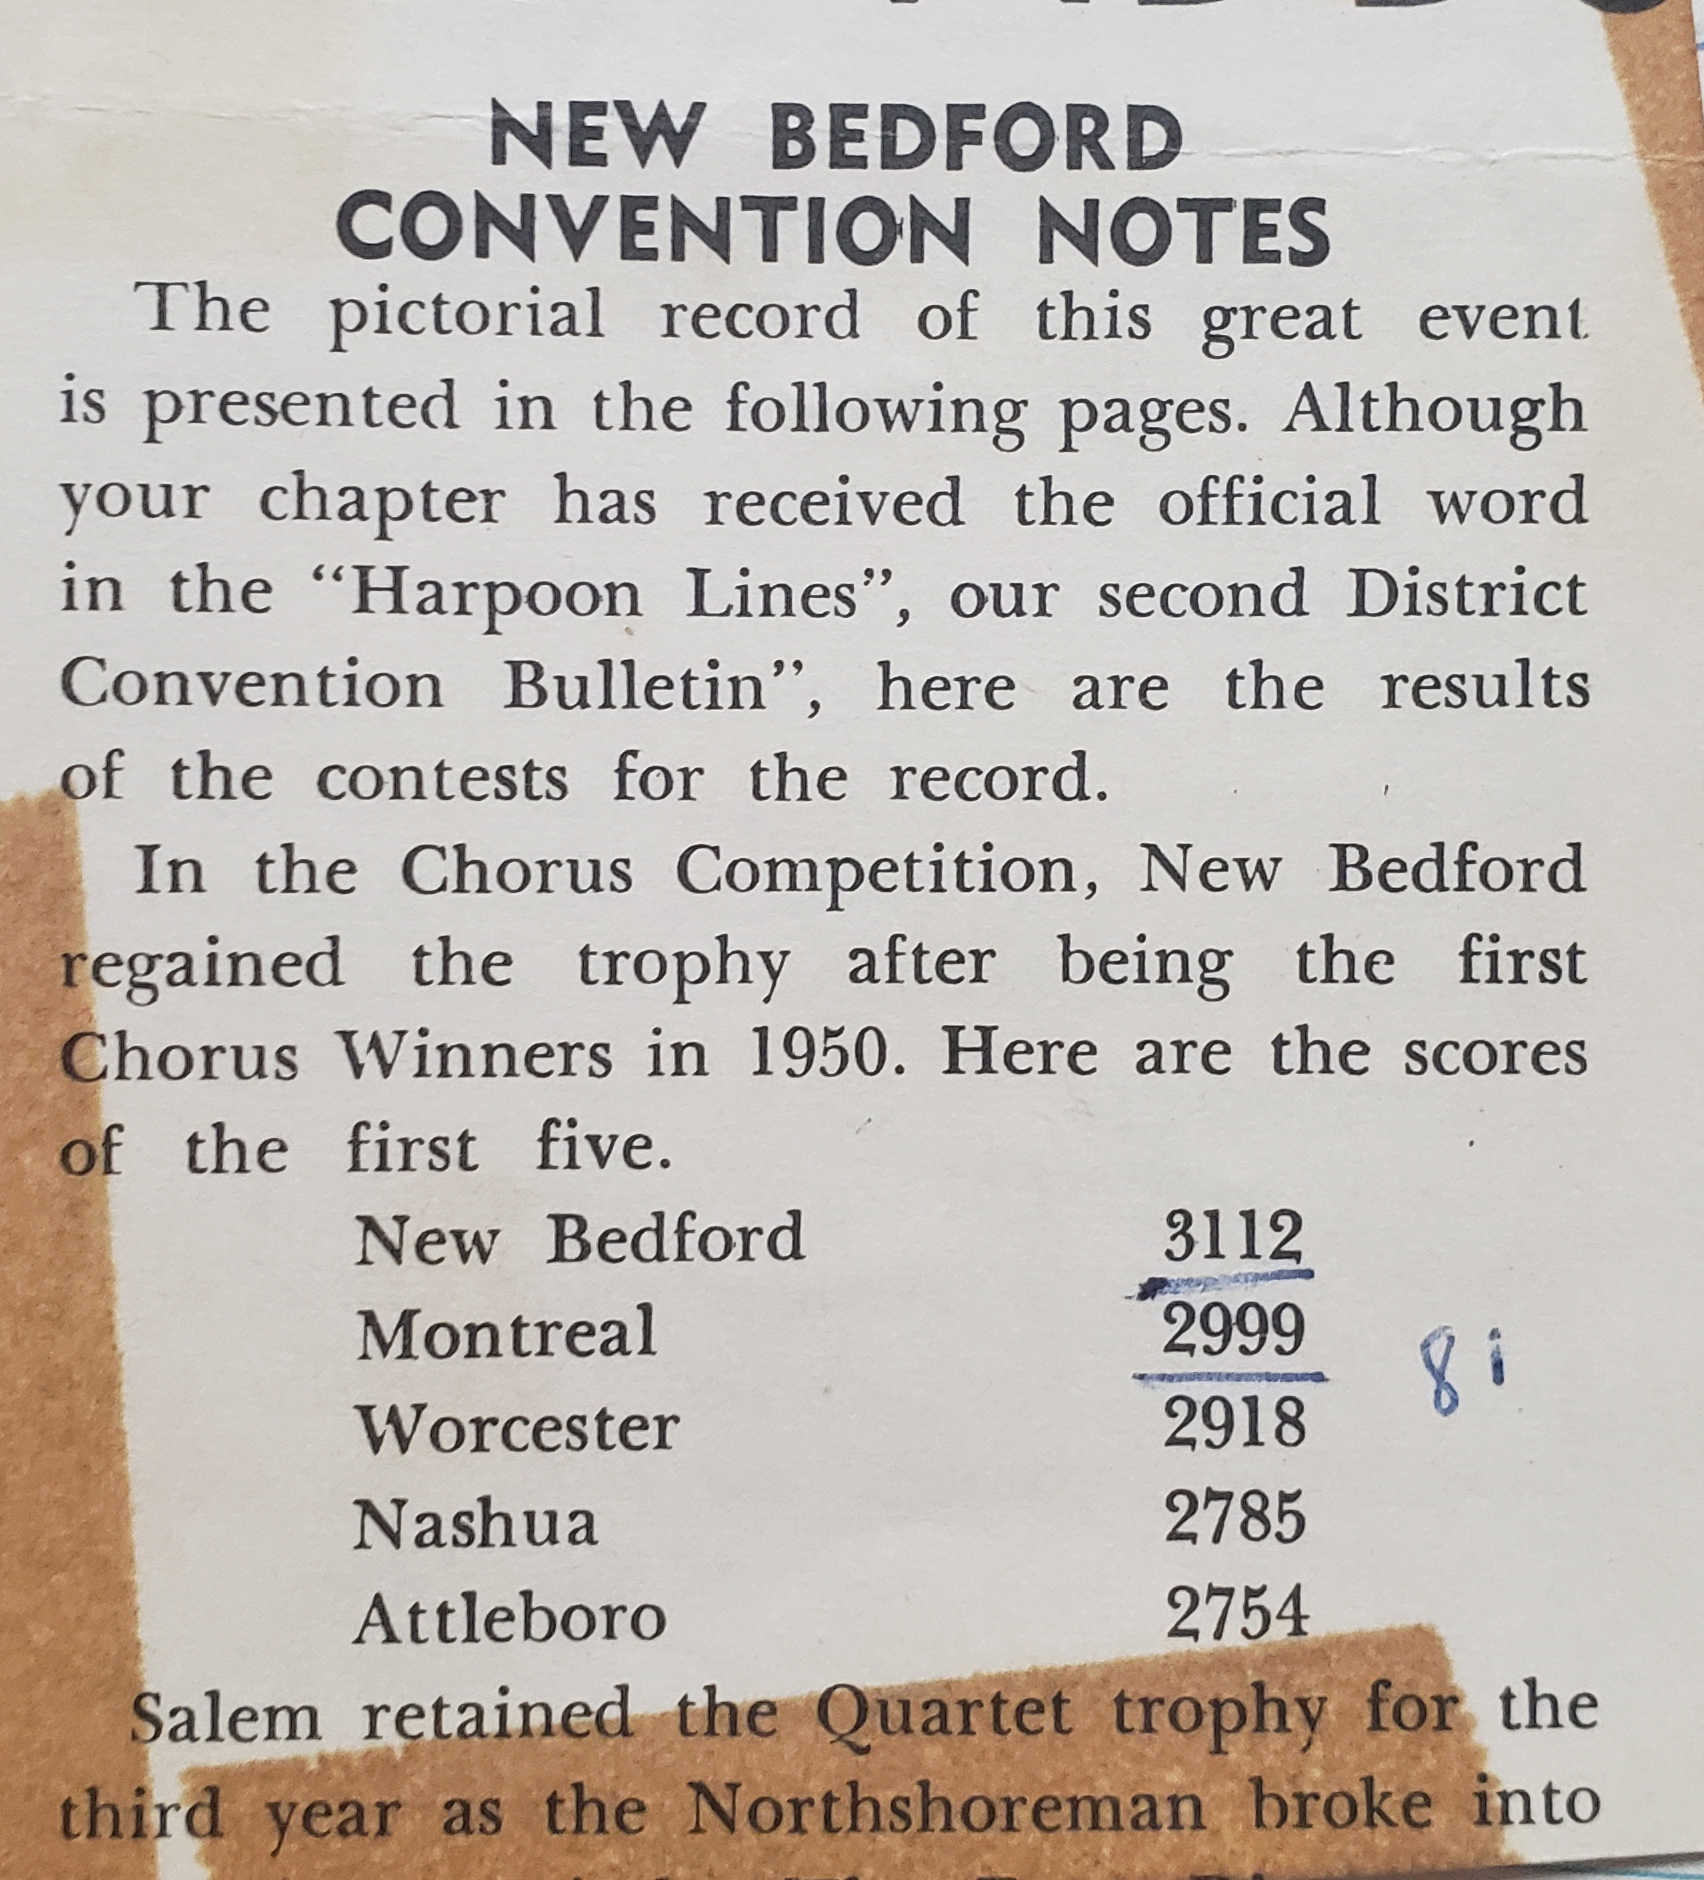 NEW BEDFORD
CONVENTION NOTES
The pictorial record of this great event
is presented in the following pages. Although
your chapter has received the official word
in the “Harpoon Lines”, our second District
Convention Bulletin”, here are the results
of the contests for the record.
In the Chorus Competition, New Bedford
regained the trophy after being the first
Chorus Winners in 1950. Here are the scores
of the first five.
New Bedford 3112
Montreal 2999
81
Worcester 2918
Nashua 2785
Attleboro 2754
Salem retained the Quartet trophy for the
third year as the Northshoreman broke into